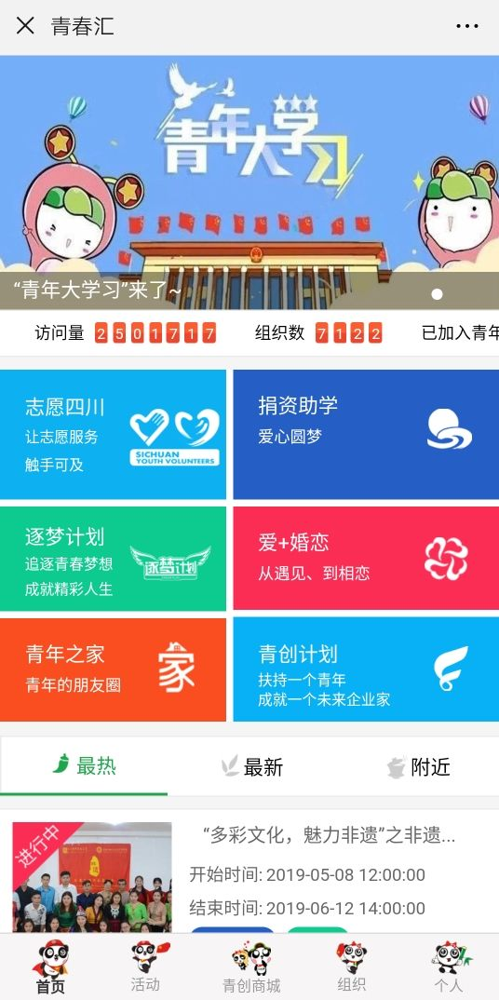 青春汇
青年大学习
“青年大学习”来了~
访问量 2501717 组织数 7122 已加入青年
志愿四川
让志愿服务
触手可及
SICHUAN
YOUTH VOLUNTEERS
捐资助学
爱心圆梦
逐梦计划
追逐青春梦想
成就精彩人生
逐梦计划
爱+婚恋
从遇见、到相恋
青年之家
青年的朋友圈
家
青创计划
扶持一个青年
成就一个未来企业家
最热 最新 附近
进行中
“多彩文化，魅力非遗”之非遗...
开始时间: 2019-05-08 12:00:00
结束时间: 2019-06-12 14:00:00
首页 活动 青创商城 组织 个人